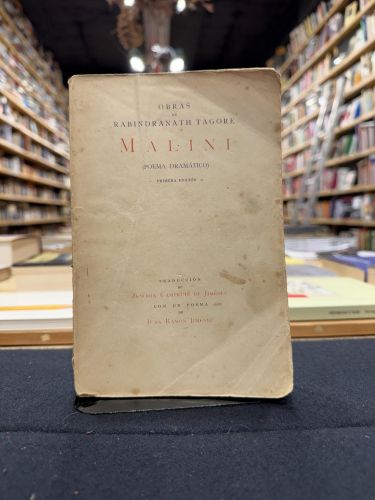 OBRAS
DE
RABINDRANATH TAGORE
MALINI
(POEMA DRAMÁTICO)
PRIMERA EDICIÓN
TRADUCCIÓN
DE
ZENOBIA CAMPRUBÍ DE JIMÉNEZ
CON UN POEMA
DE
JUAN RAMÓN JIMÉNEZ